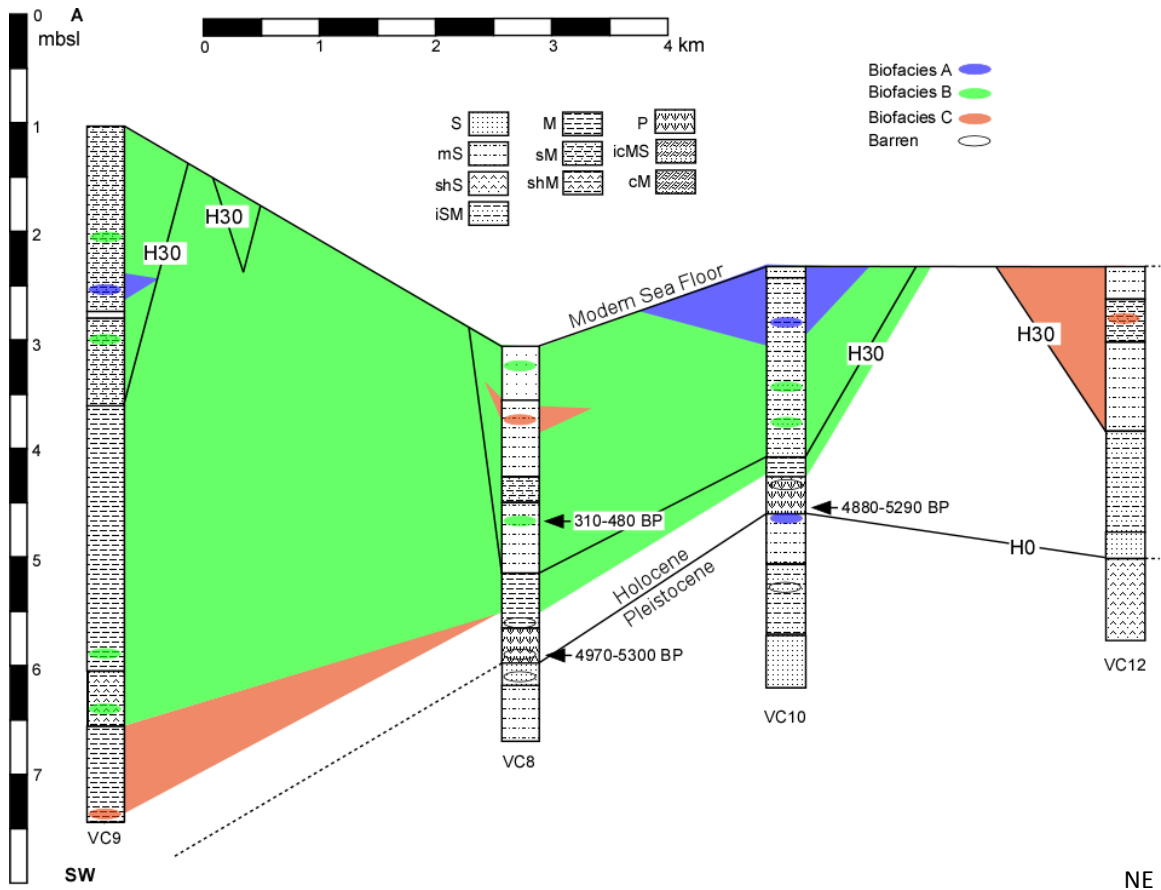 0
A
mbsl
0
1
2
3
4
km
Biofacies A
Biofacies B
Biofacies C
Barren
S
M
P
mS
sM
icMS
shS
shM
cM
iSM
1
2
3
4
5
6
7
H30
H30
Modern Sea Floor
H30
H30
310-480 BP
4880-5290 BP
Holocene
Pleistocene
H0
4970-5300 BP
VC12
VC10
VC8
VC9
SW
NE